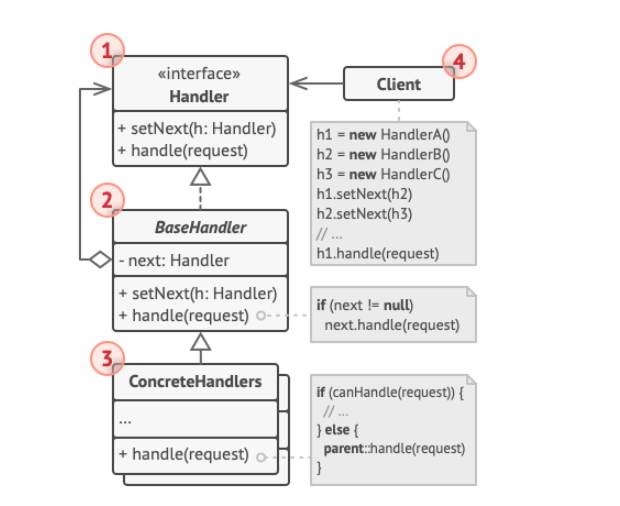 1
«interface»
Handler
+ setNext(h: Handler)
+ handle(request)
4
Client
h1 = new HandlerA()
h2 = new HandlerB()
h3 = new HandlerC()
h1.setNext(h2)
h2.setNext(h3)
// ...
h1.handle(request)
2
BaseHandler
- next: Handler
+ setNext(h: Handler)
+ handle(request)
if (next != null)
next.handle(request)
3
ConcreteHandlers
...
+ handle(request)
if (canHandle(request)) {
// ...
} else {
parent::handle(request)
}